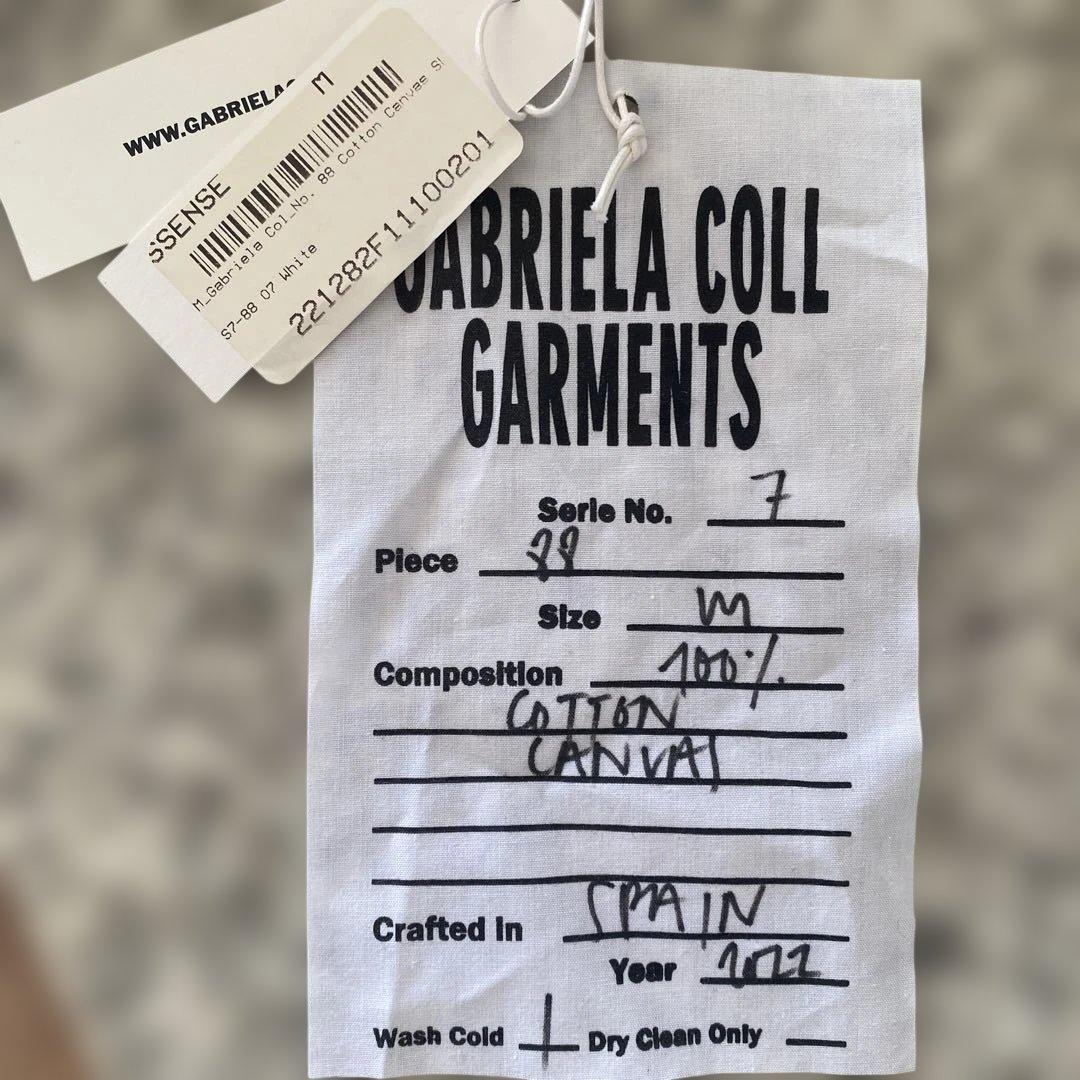 WWW.GABRIELA
M
SSENSE
M_Gabriela Col_No. 88 Cotton Canvas S
S7-88 07 White
221282F11100201
GABRIELA COLL
GARMENTS
Serie No. 7
Piece 88
Size M
Composition 100%
COTTON
CANVAS
Crafted in SPAIN
Year 2022
Wash Cold | Dry Clean Only